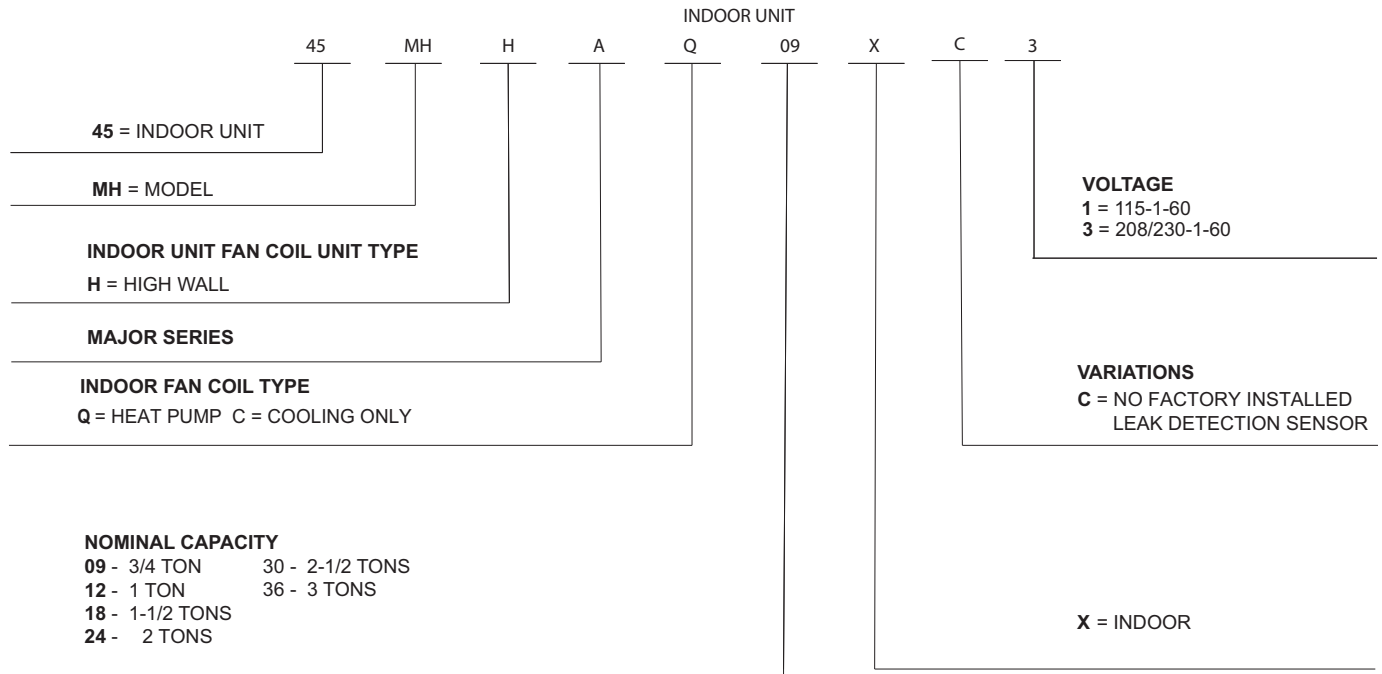 INDOOR UNIT
45 MH H A Q 09 X C 3
45 = INDOOR UNIT
MH = MODEL
INDOOR UNIT FAN COIL UNIT TYPE
H = HIGH WALL
MAJOR SERIES
INDOOR FAN COIL TYPE
Q = HEAT PUMP C = COOLING ONLY
NOMINAL CAPACITY
09 - 3/4 TON 30 - 2-1/2 TONS
12 - 1 TON 36 - 3 TONS
18 - 1-1/2 TONS
24 - 2 TONS
VOLTAGE
1 = 115-1-60
3 = 208/230-1-60
VARIATIONS
C = NO FACTORY INSTALLED
LEAK DETECTION SENSOR
X = INDOOR